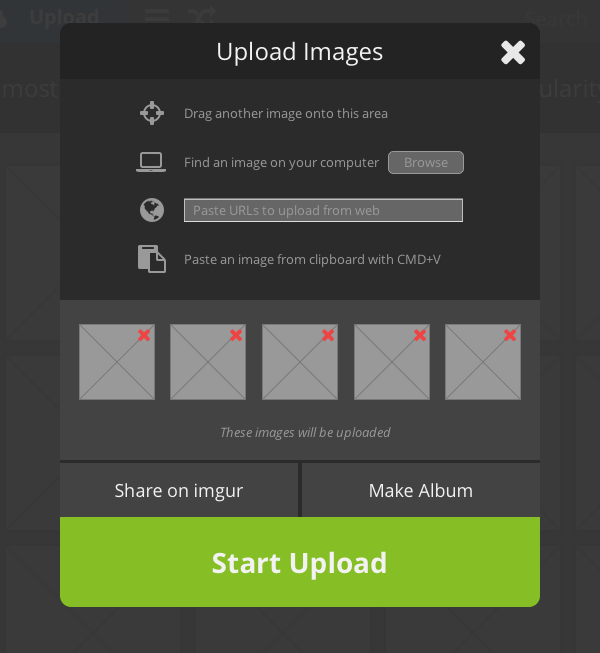 Upload
Search
most
ularity
Upload Images
Drag another image onto this area
Find an image on your computer Browse
Paste URLs to upload from web
Paste an image from clipboard with CMD+V
These images will be uploaded
Share on imgur Make Album
Start Upload